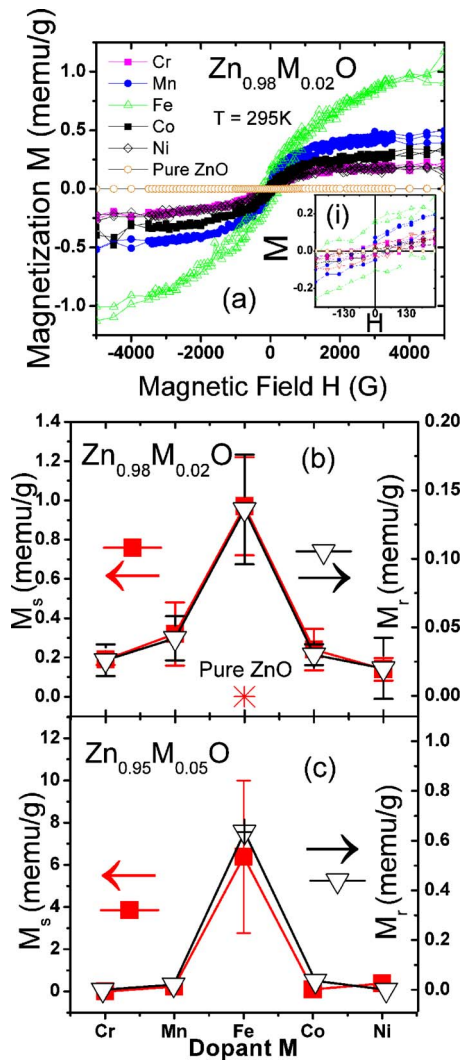 Magnetization M (memu/g)
1.0
0.5
0.0
-0.5
-1.0
Cr
Mn
Fe
Co
Ni
Pure ZnO
Zn0.98M0.02O
T = 295K
(a)
(i)
M
0.2
0.0
-0.2
-130 0 130
H
-4000 -2000 0 2000 4000
Magnetic Field H (G)
Ms (memu/g)
1.4
1.2
1.0
0.8
0.6
0.4
0.2
0.0
Zn0.98M0.02O
(b)
Pure ZnO
0.20
0.15
0.10
0.05
0.00
Mr (memu/g)
Ms (memu/g)
12
10
8
6
4
2
0
Zn0.95M0.05O
(c)
1.0
0.8
0.6
0.4
0.2
0.0
Mr (memu/g)
Cr Mn Fe Co Ni
Dopant M